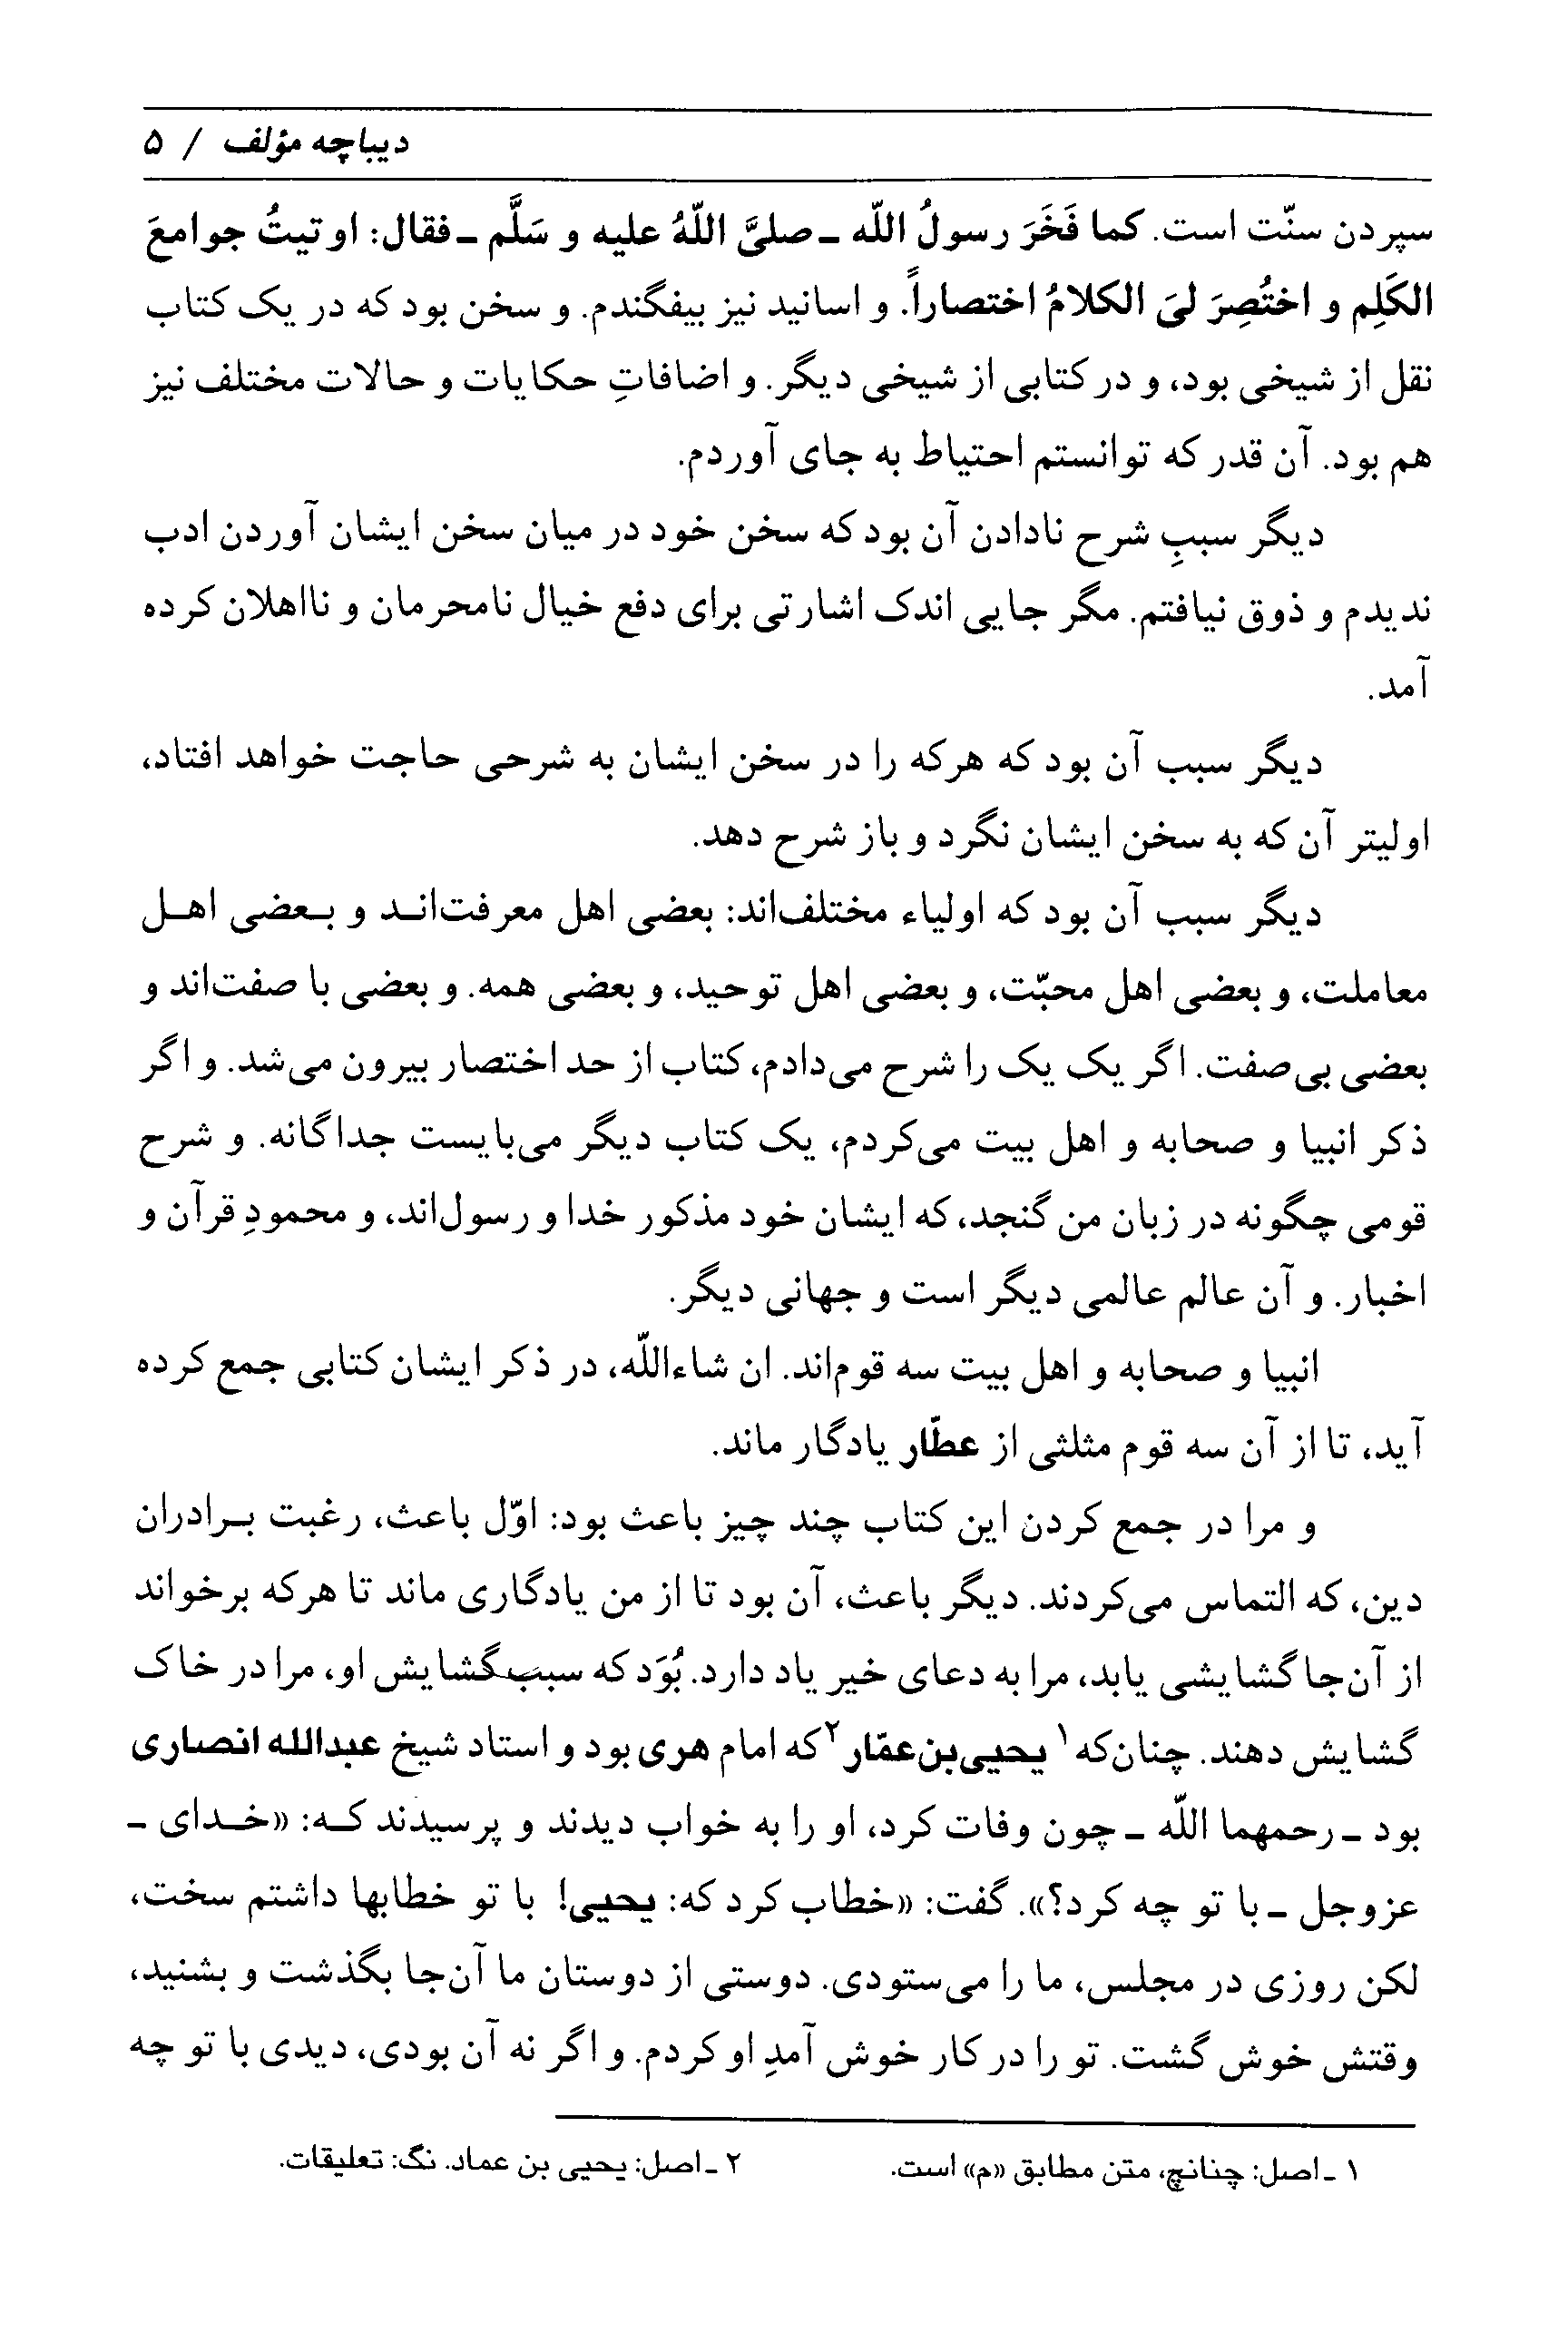 دیباچه مؤلف / ۵
سپردن سنّت است. کما فَخَرَ رسولُ اللّه ـ صلیَّ اللّهُ علیه و سَلَّم ـ فقال: اوتیتُ جوامعَ
الکَلِم و اختُصِرَ لیَ الکلامُ اختصاراً. و اسانید نیز بیفگندم. و سخن بود که در یک کتاب
نقل از شیخی بود، و در کتابی از شیخی دیگر. و اضافاتِ حکایات و حالات مختلف نیز
هم بود. آن قدر که توانستم احتیاط به جای آوردم.
دیگر سببِ شرح نادادن آن بود که سخن خود در میان سخن ایشان آوردن ادب
ندیدم و ذوق نیافتم. مگر جایی اندک اشارتی برای دفع خیال نامحرمان و نااهلان کرده
آمد.
دیگر سبب آن بود که هرکه را در سخن ایشان به شرحی حاجت خواهد افتاد،
اولیتر آن که به سخن ایشان نگرد و باز شرح دهد.
دیگر سبب آن بود که اولیاء مختلف‌اند: بعضی اهل معرفت‌انـد و بـعضی اهـل
معاملت، و بعضی اهل محبّت، و بعضی اهل توحید، و بعضی همه. و بعضی با صفت‌اند و
بعضی بی‌صفت. اگر یک یک را شرح می‌دادم، کتاب از حد اختصار بیرون می‌شد. و اگر
ذکر انبیا و صحابه و اهل بیت می‌کردم، یک کتاب دیگر می‌بایست جداگانه. و شرح
قومی چگونه در زبان من گنجد، که ایشان خود مذکور خدا و رسول‌اند، و محمودِ قرآن و
اخبار. و آن عالم عالمی دیگر است و جهانی دیگر.
انبیا و صحابه و اهل بیت سه قوم‌اند. ان شاءاللّه، در ذکر ایشان کتابی جمع کرده
آید، تا از آن سه قوم مثلثی از عطّار یادگار ماند.
و مرا در جمع کردن این کتاب چند چیز باعث بود: اوّل باعث، رغبت بـرادران
دین، که التماس می‌کردند. دیگر باعث، آن بود تا از من یادگاری ماند تا هرکه برخواند
از آن‌جا گشایشی یابد، مرا به دعای خیر یاد دارد. بُوَد که سبب گشایش او، مرا در خاک
گشایش دهند. چنان‌که۱ یحیی‌بن‌عمّار۲ که امام هری بود و استاد شیخ عبدالله انصاری
بود ـ رحمهما اللّه ـ چون وفات کرد، او را به خواب دیدند و پرسیدند کـه: «خـدای ـ
عزوجل ـ با تو چه کرد؟». گفت: «خطاب کرد که: یحیی! با تو خطابها داشتم سخت،
لکن روزی در مجلس، ما را می‌ستودی. دوستی از دوستان ما آن‌جا بگذشت و بشنید،
وقتش خوش گشت. تو را در کار خوش آمدِ او کردم. و اگر نه آن بودی، دیدی با تو چه
۱ ـ اصل: چنانچ، متن مطابق «م» است. ۲ ـ اصل: یحیی بن عماد. نگ: تعلیقات.